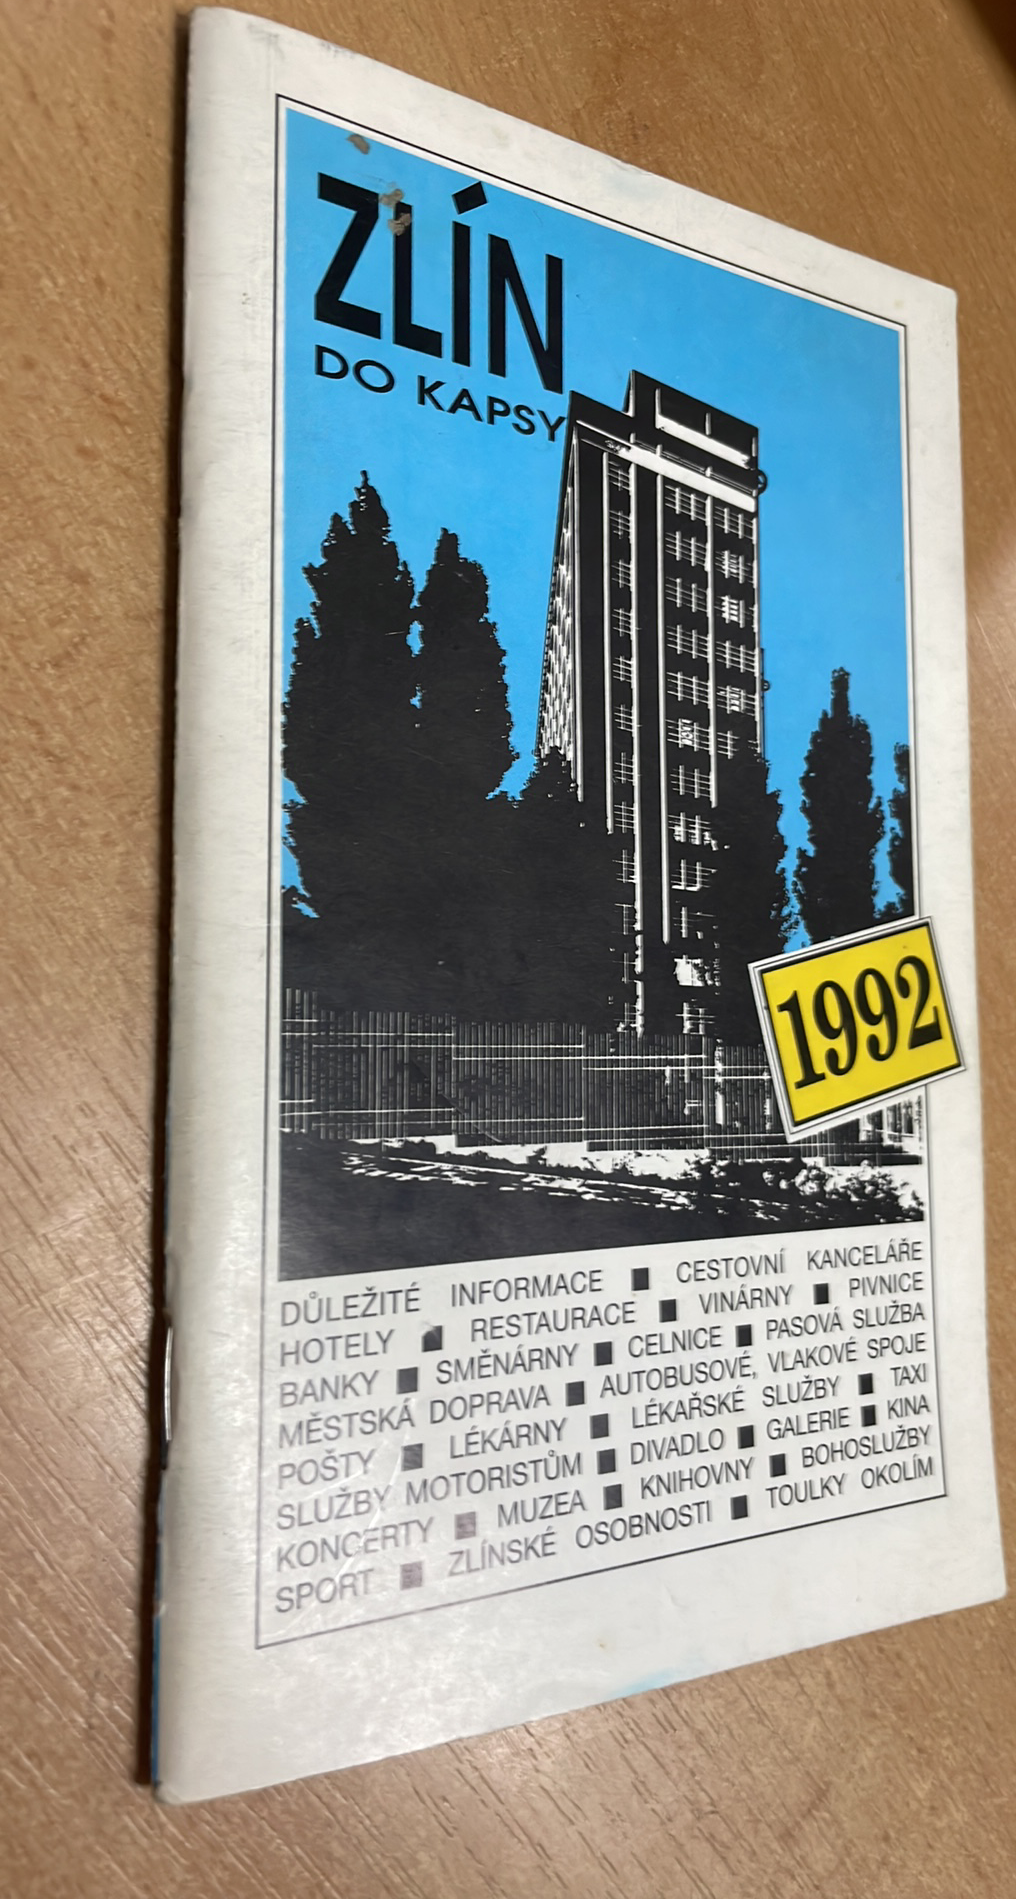 ZLÍN
DO KAPSY
1992
DŮLEŽITÉ INFORMACE ■ CESTOVNÍ KANCELÁŘE
HOTELY ■ RESTAURACE ■ VINÁRNY ■ PIVNICE
BANKY ■ SMĚNÁRNY ■ CELNICE ■ PASOVÁ SLUŽBA
MĚSTSKÁ DOPRAVA ■ AUTOBUSOVÉ, VLAKOVÉ SPOJE
POŠTY ■ LÉKÁRNY ■ LÉKAŘSKÉ SLUŽBY ■ TAXI
SLUŽBY MOTORISTŮM ■ DIVADLO ■ GALERIE ■ KINA
KONCERTY ■ MUZEA ■ KNIHOVNY ■ BOHOSLUŽBY
SPORT ■ ZLÍNSKÉ OSOBNOSTI ■ TOULKY OKOLÍM